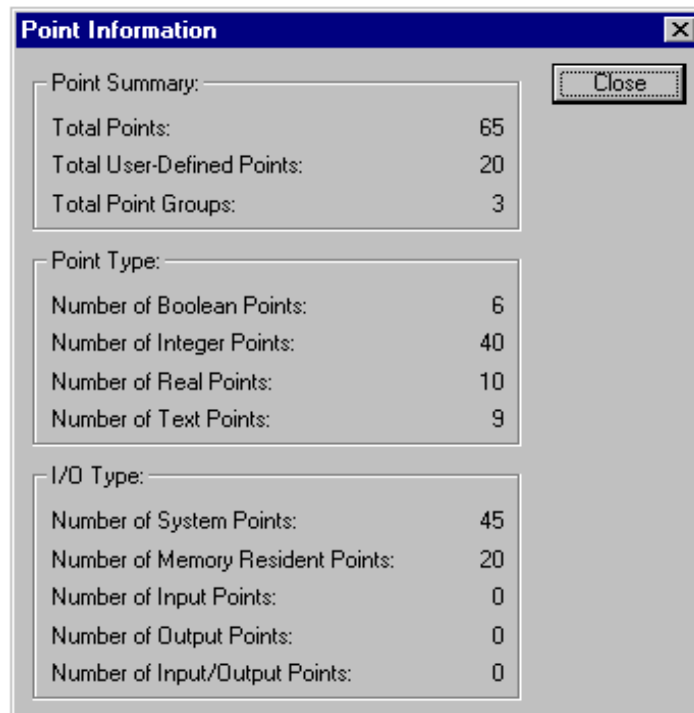 Point Information
Close
Point Summary:
Total Points: 65
Total User-Defined Points: 20
Total Point Groups: 3
Point Type:
Number of Boolean Points: 6
Number of Integer Points: 40
Number of Real Points: 10
Number of Text Points: 9
I/O Type:
Number of System Points: 45
Number of Memory Resident Points: 20
Number of Input Points: 0
Number of Output Points: 0
Number of Input/Output Points: 0